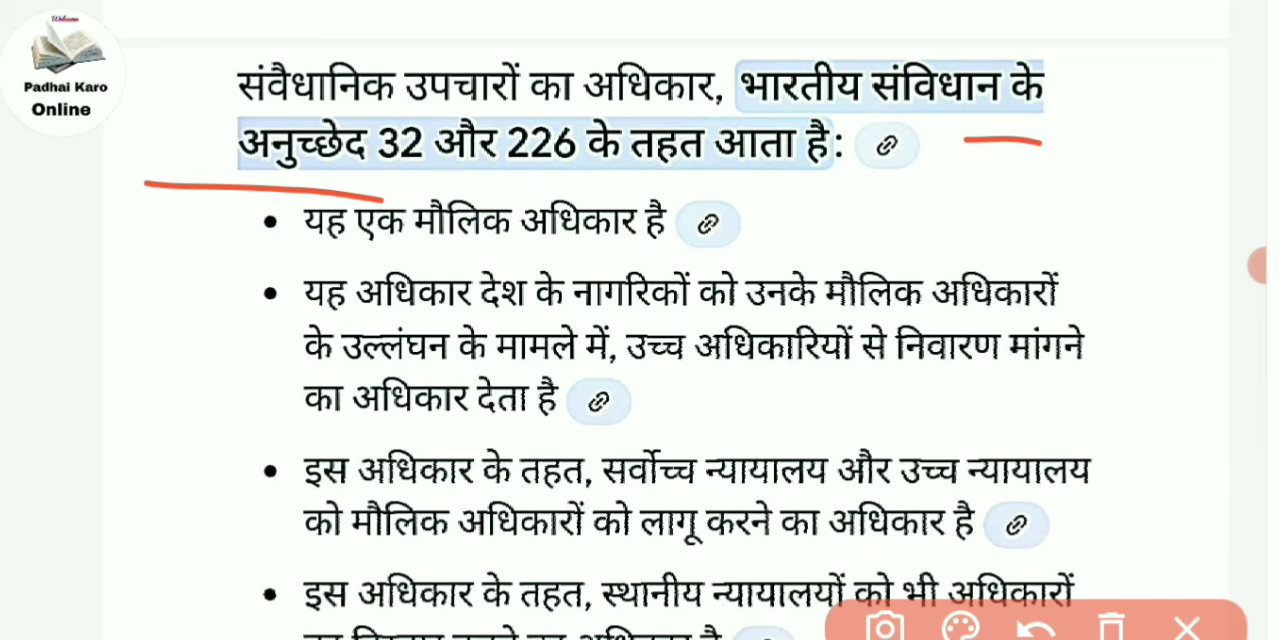 Welcome
Padhai Karo
Online
संवैधानिक उपचारों का अधिकार, भारतीय संविधान के
अनुच्छेद 32 और 226 के तहत आता है:
यह एक मौलिक अधिकार है
यह अधिकार देश के नागरिकों को उनके मौलिक अधिकारों
के उल्लंघन के मामले में, उच्च अधिकारियों से निवारण मांगने
का अधिकार देता है
इस अधिकार के तहत, सर्वोच्च न्यायालय और उच्च न्यायालय
को मौलिक अधिकारों को लागू करने का अधिकार है
इस अधिकार के तहत, स्थानीय न्यायालयों को भी अधिकारों